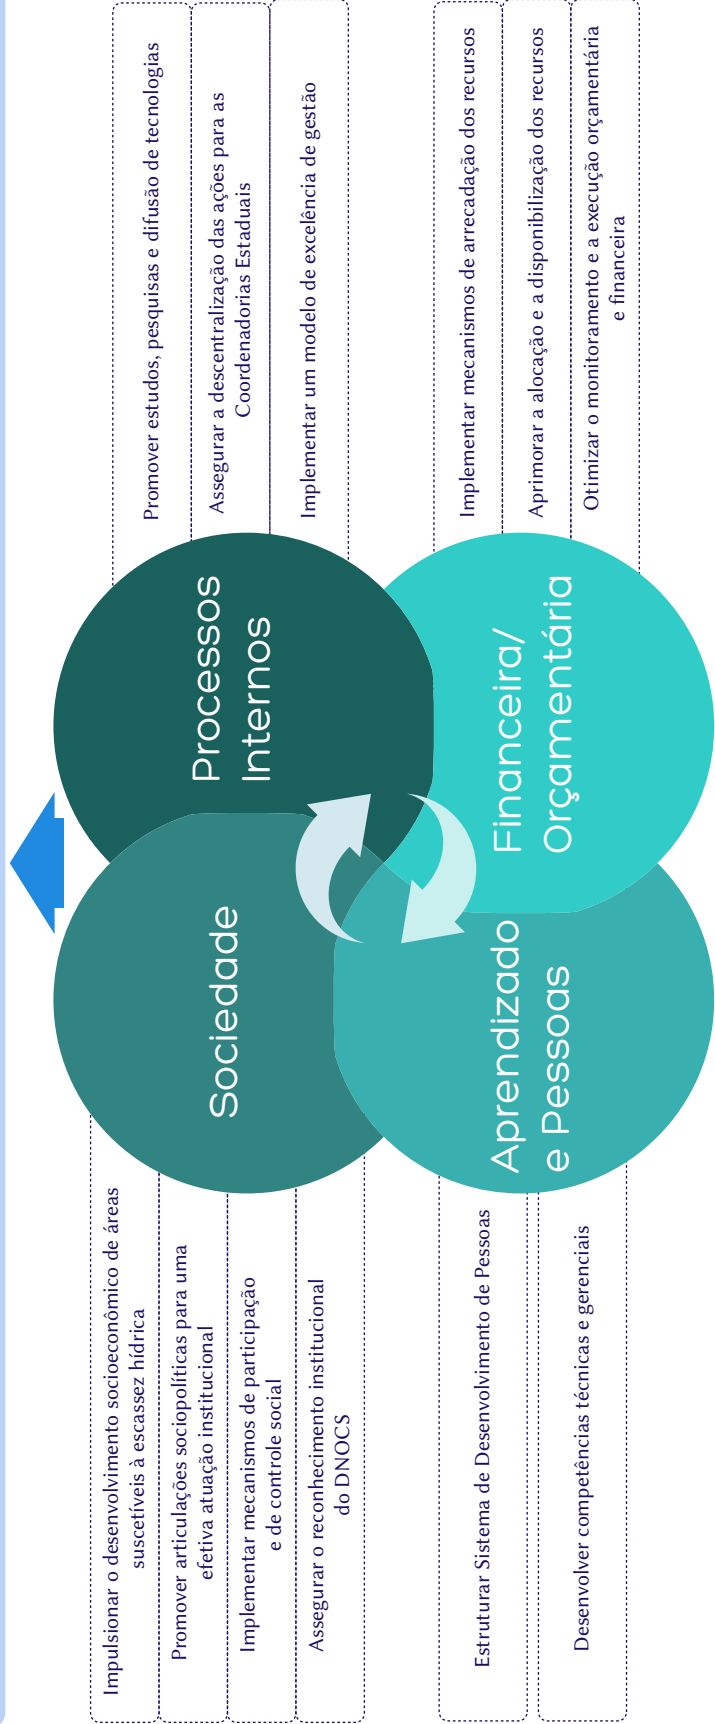 Impulsionar o desenvolvimento socioeconômico de áreas
suscetíveis à escassez hídrica
Promover articulações sociopolíticas para uma
efetiva atuação institucional
Implementar mecanismos de participação
e de controle social
Assegurar o reconhecimento institucional
do DNOCS
Sociedade
Processos
Internos
Promover estudos, pesquisas e difusão de tecnologias
Assegurar a descentralização das ações para as
Coordenadorias Estaduais
Implementar um modelo de excelência de gestão
Estruturar Sistema de Desenvolvimento de Pessoas
Desenvolver competências técnicas e gerenciais
Aprendizado
e Pessoas
Financeira/
Orçamentária
Implementar mecanismos de arrecadação dos recursos
Aprimorar a alocação e a disponibilização dos recursos
Otimizar o monitoramento e a execução orçamentária
e financeira